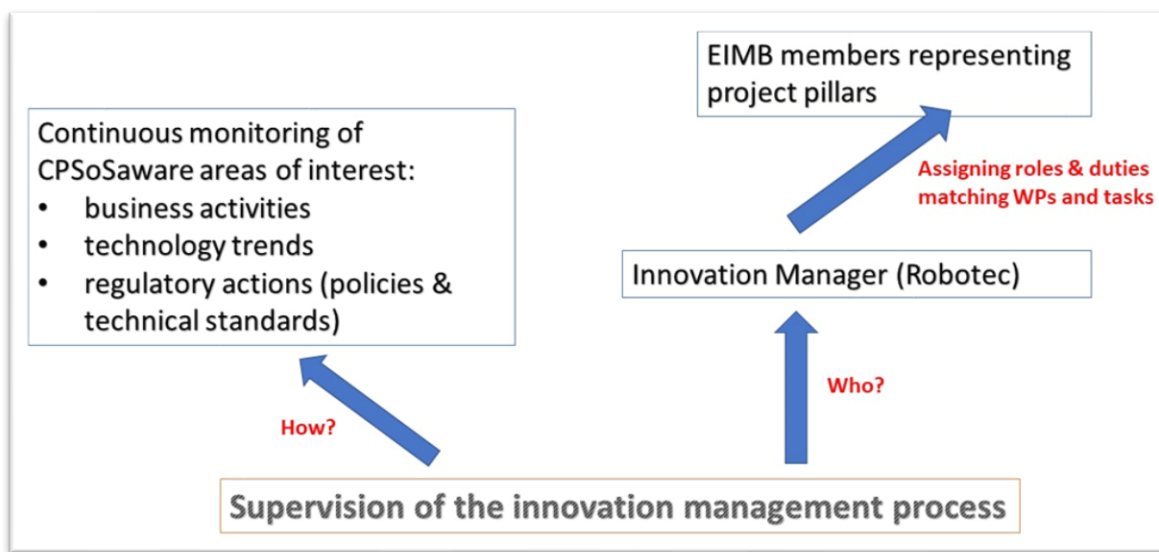 EIMB members representing
project pillars
Continuous monitoring of
CPSoSaware areas of interest:
• business activities
• technology trends
• regulatory actions (policies &
technical standards)
Assigning roles & duties
matching WPs and tasks
Innovation Manager (Robotec)
How?
Who?
Supervision of the innovation management process